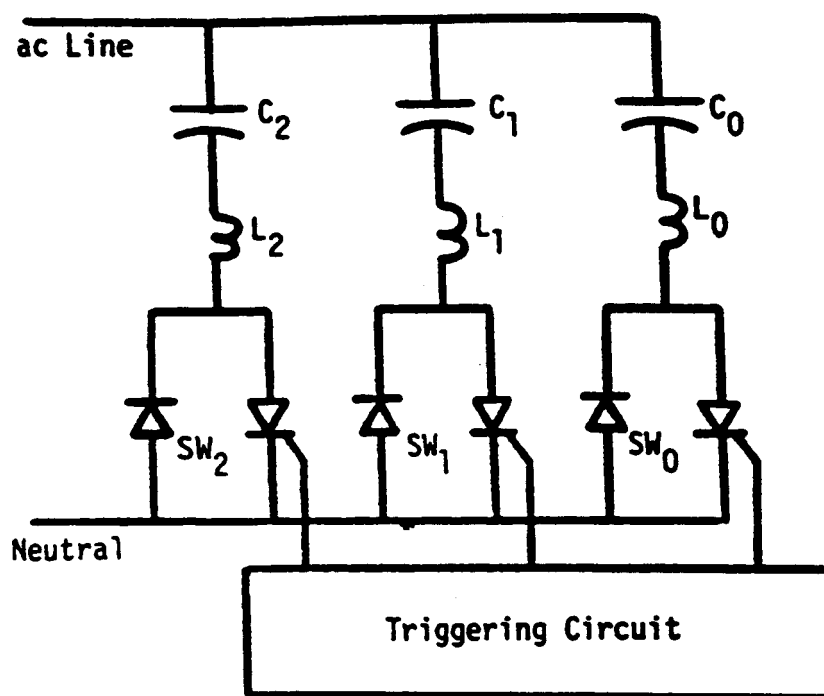 ac Line
C2
C1
C0
L2
L1
L0
SW2
SW1
SW0
Neutral
Triggering Circuit